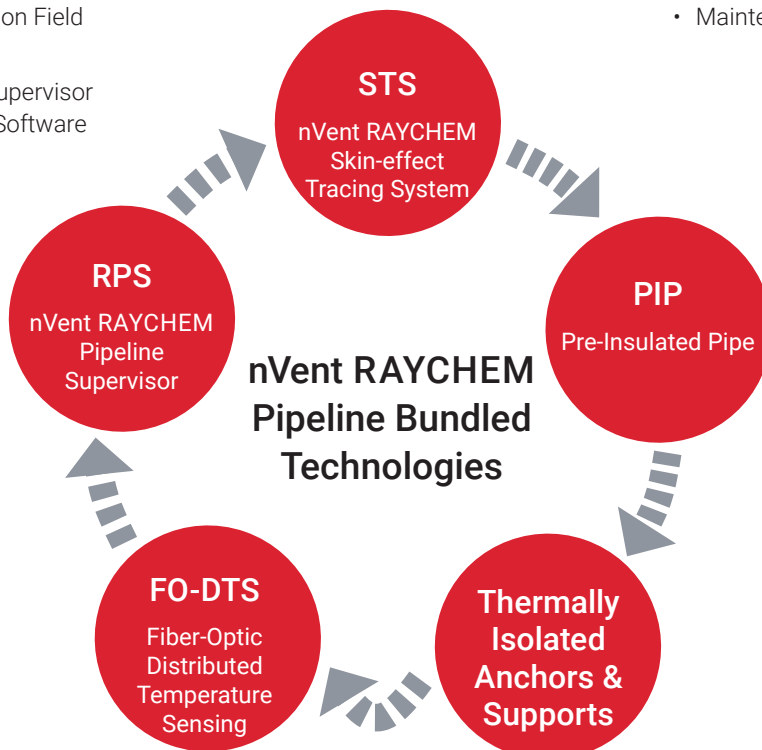 on Field
upervisor
Software
• Mainte
STS
nVent RAYCHEM
Skin-effect
Tracing System
RPS
nVent RAYCHEM
Pipeline
Supervisor
PIP
Pre-Insulated Pipe
nVent RAYCHEM
Pipeline Bundled
Technologies
FO-DTS
Fiber-Optic
Distributed
Temperature
Sensing
Thermally
Isolated
Anchors &
Supports